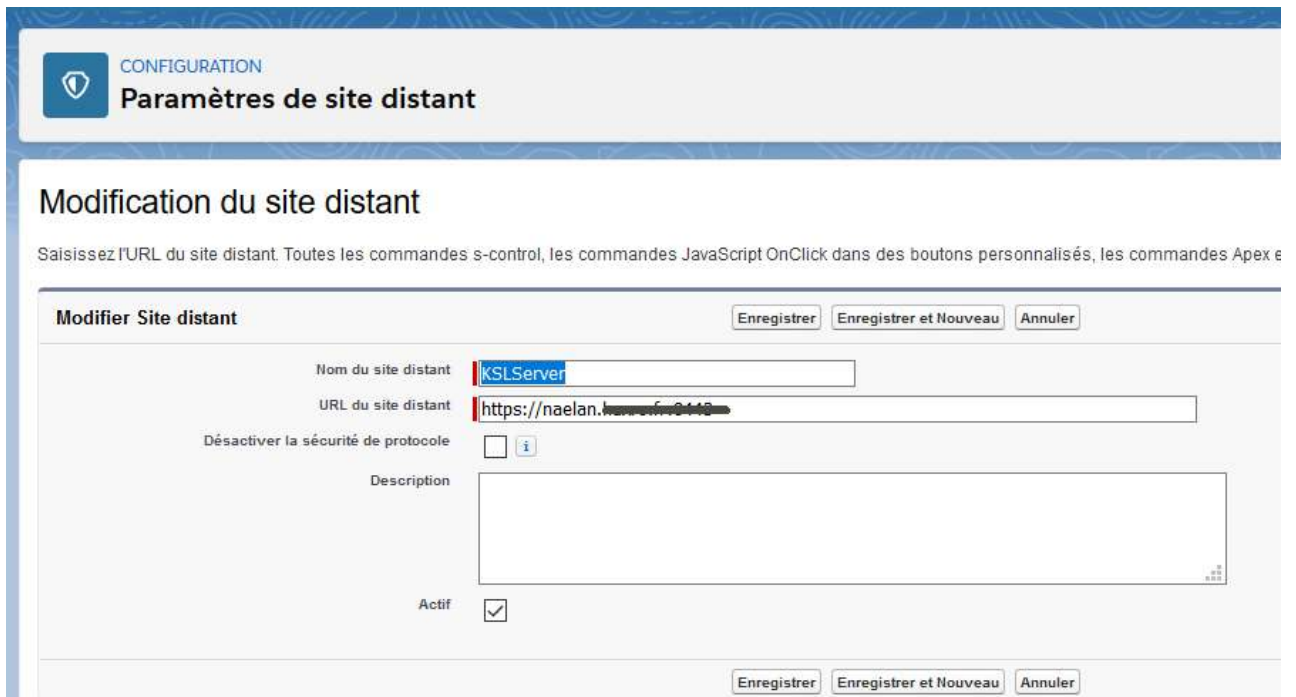 CONFIGURATION
Paramètres de site distant
Modification du site distant
Saisissez l'URL du site distant. Toutes les commandes s-control, les commandes JavaScript OnClick dans des boutons personnalisés, les commandes Apex e
Modifier Site distant Enregistrer Enregistrer et Nouveau Annuler
Nom du site distant KSLServer
URL du site distant https://naelan.
Désactiver la sécurité de protocole i
Description
Actif
Enregistrer Enregistrer et Nouveau Annuler